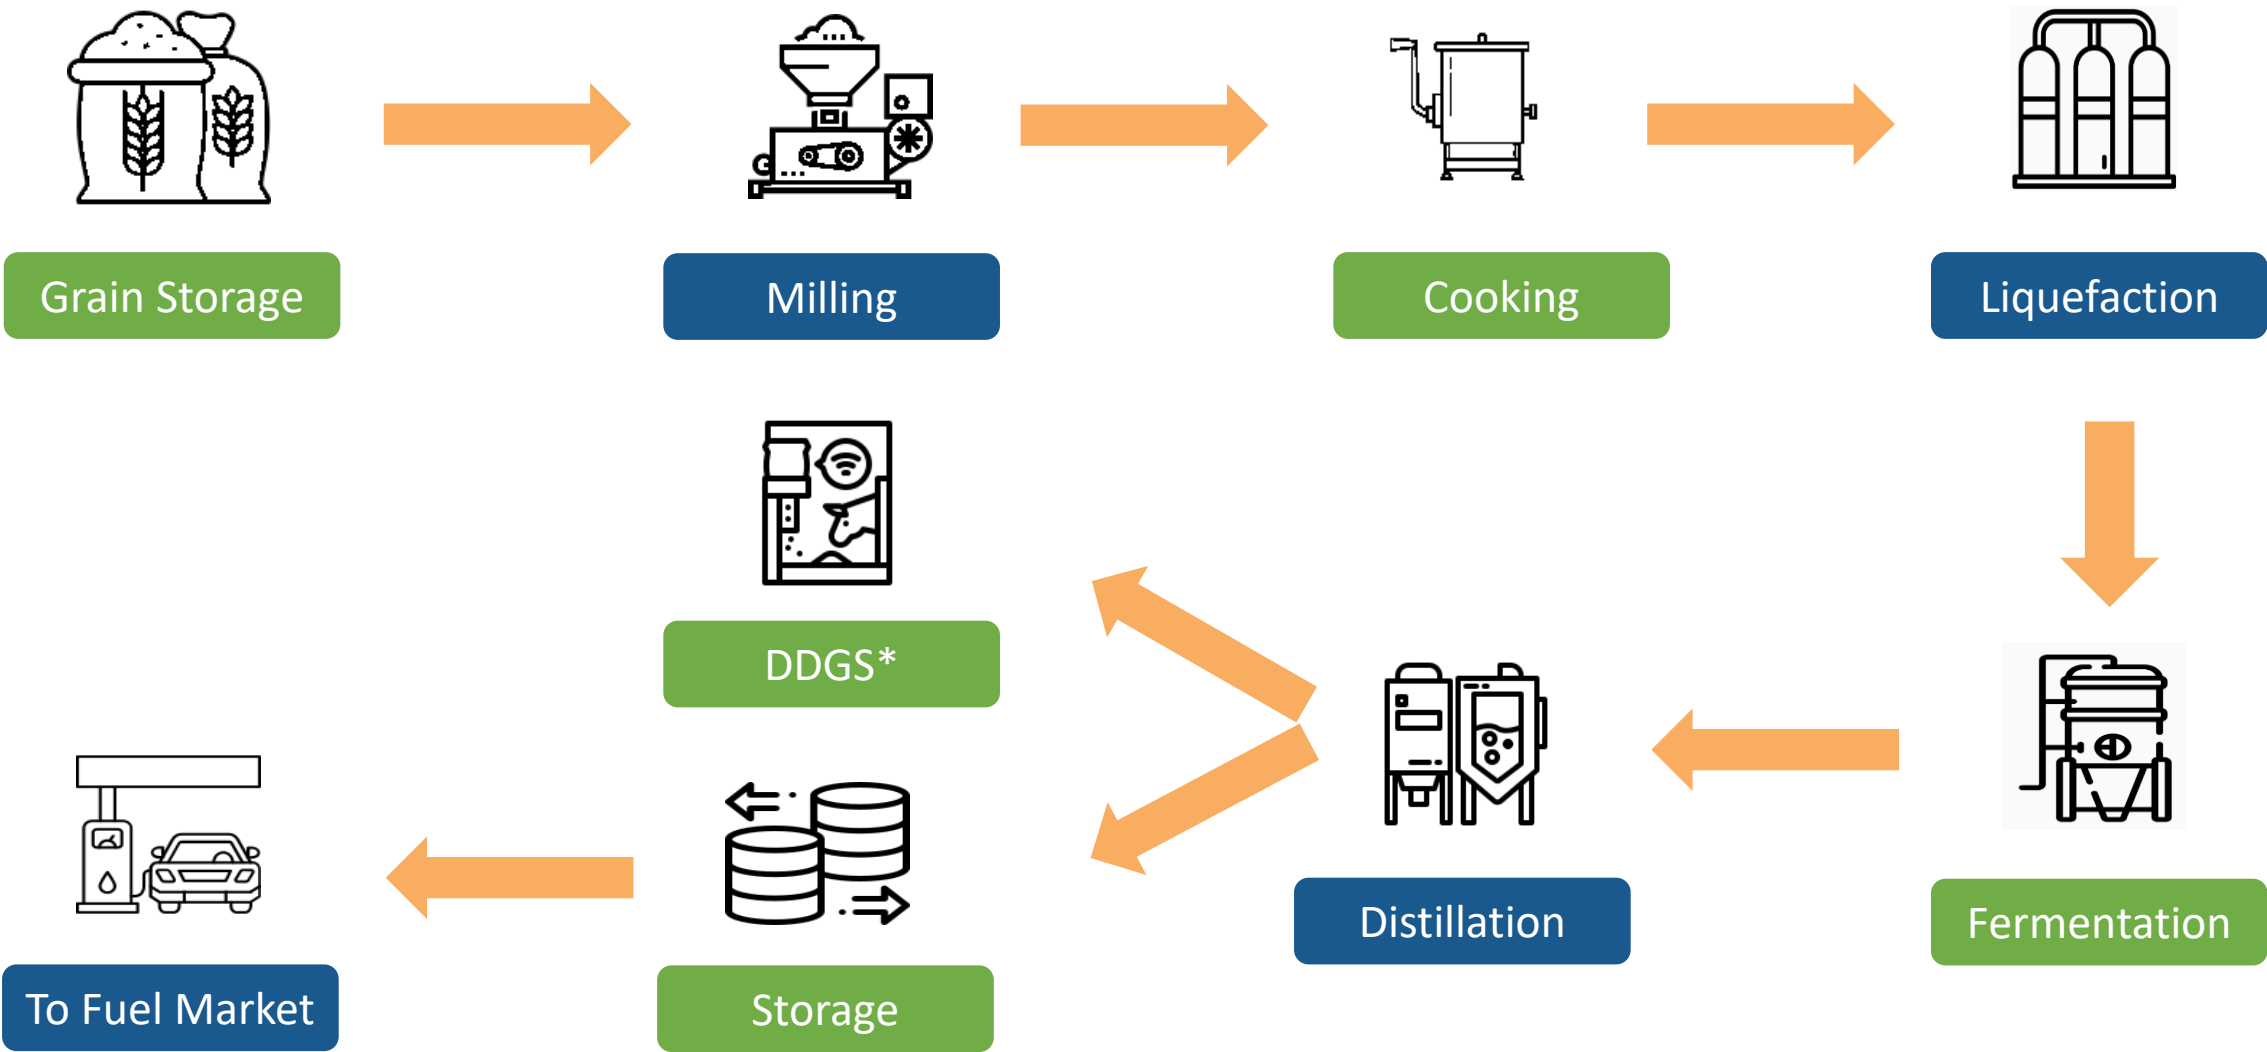 Grain Storage
Milling
Cooking
Liquefaction
DDGS*
Distillation
Fermentation
To Fuel Market
Storage